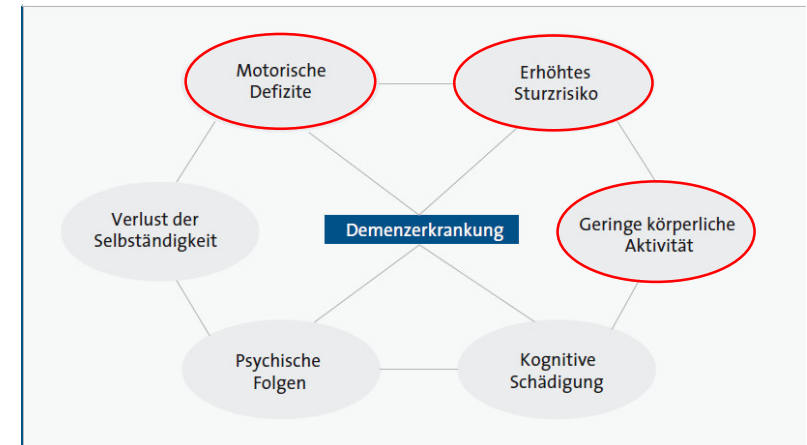 Motorische
Defizite
Erhöhtes
Sturzrisiko
Verlust der
Selbständigkeit
Demenzerkrankung
Geringe körperliche
Aktivität
Psychische
Folgen
Kognitive
Schädigung